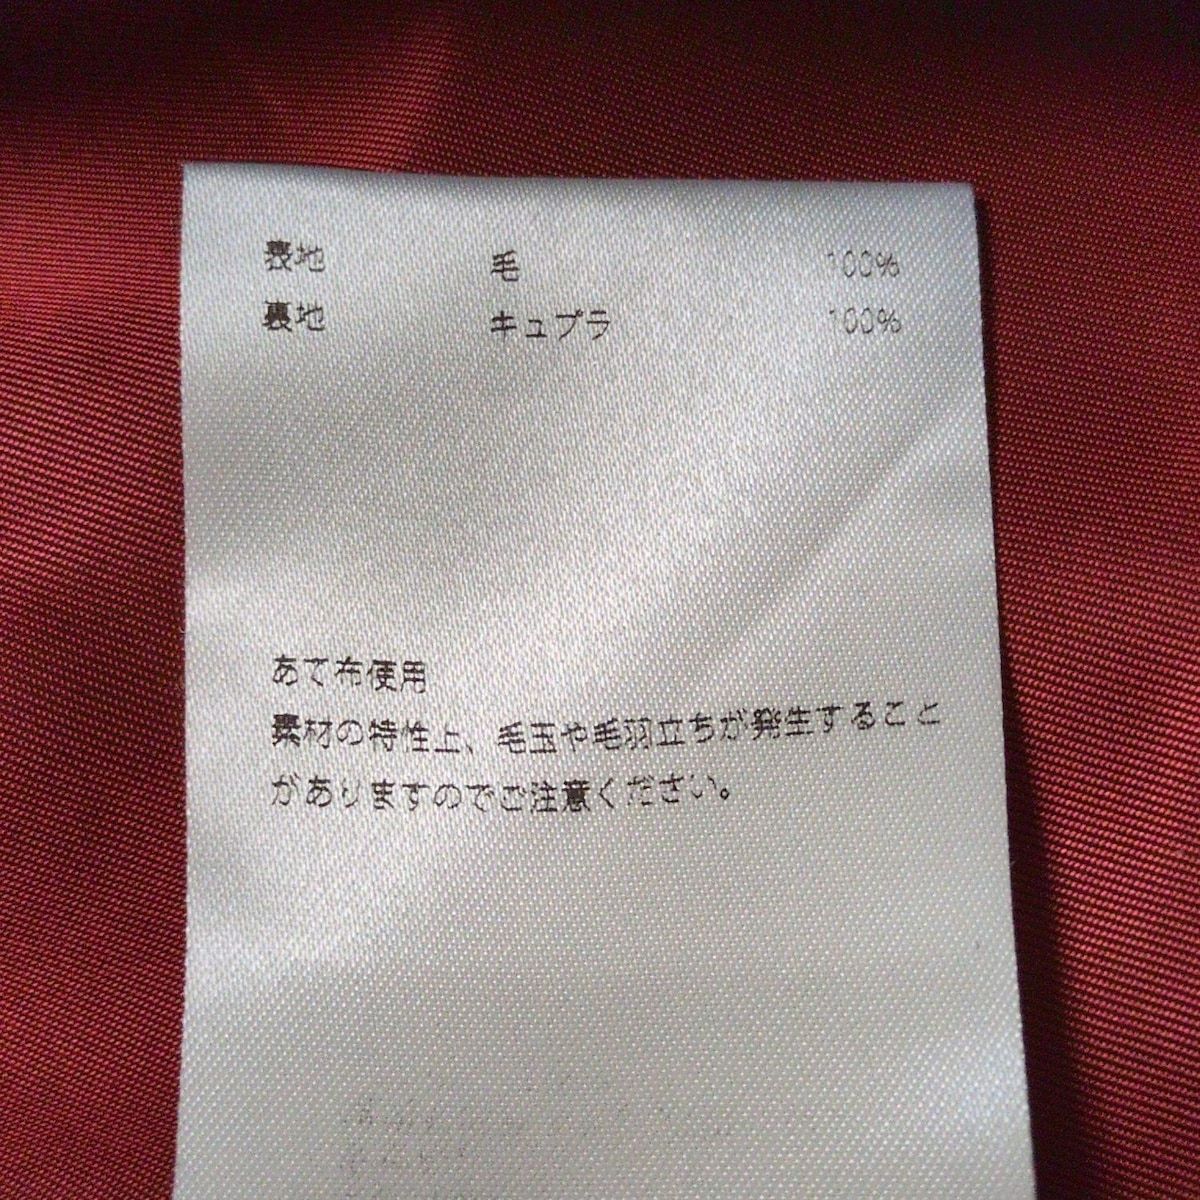 表地 毛 100%
裏地 キュプラ 100%
あて布使用
素材の特性上、毛玉や毛羽立ちが発生すること
がありますのでご注意ください。